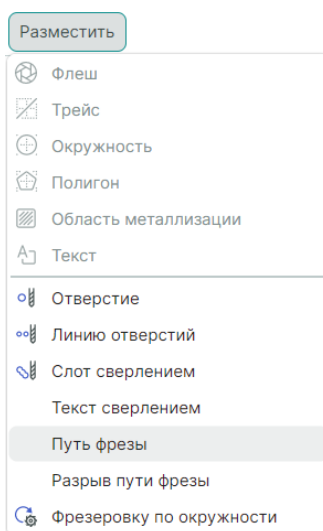 Разместить
Флеш
Трейс
Окружность
Полигон
Область металлизации
Текст
Отверстие
Линию отверстий
Слот сверлением
Текст сверлением
Путь фрезы
Разрыв пути фрезы
Фрезеровку по окружности